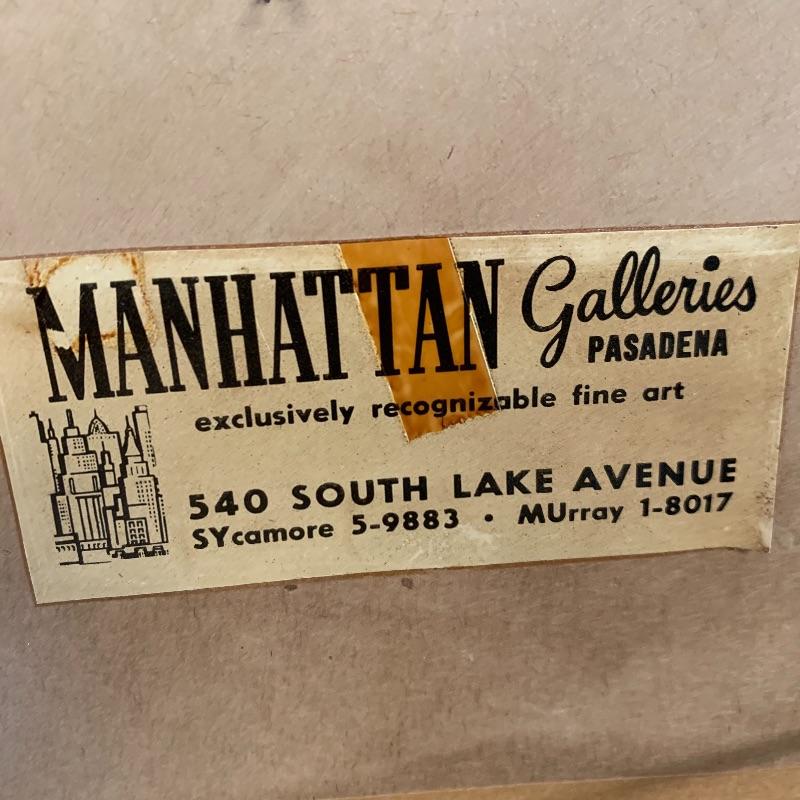 MANHATTAN Galleries
PASADENA
exclusively recognizable fine art
540 SOUTH LAKE AVENUE
SYcamore 5-9883 • MUrray 1-8017